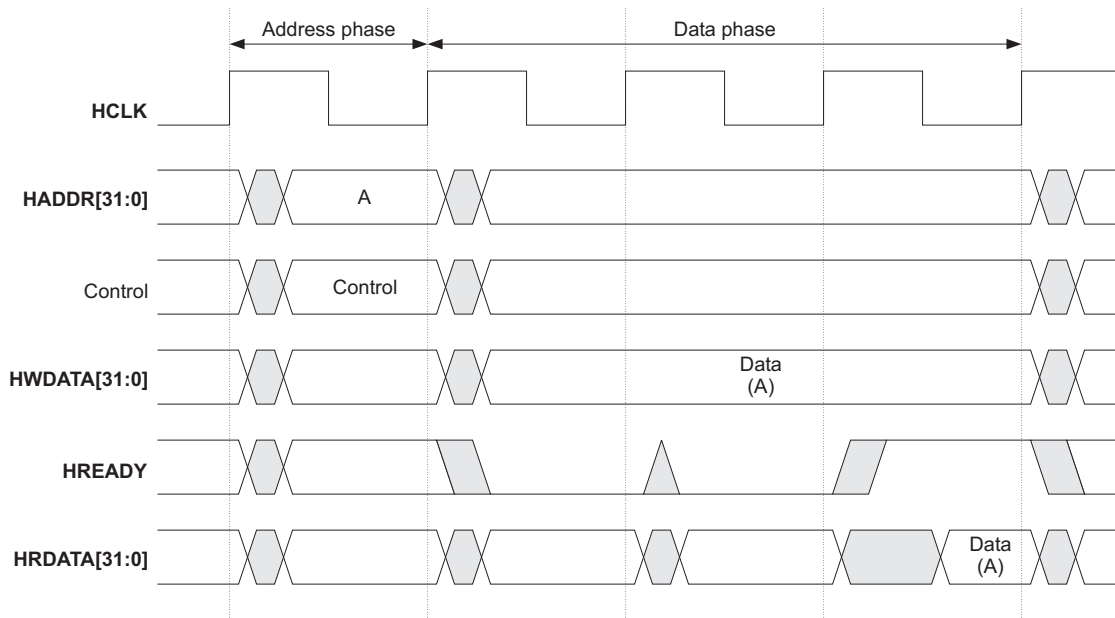 Address phase
Data phase
HCLK
HADDR[31:0]
A
Control
Control
HWDATA[31:0]
Data
(A)
HREADY
HRDATA[31:0]
Data
(A)